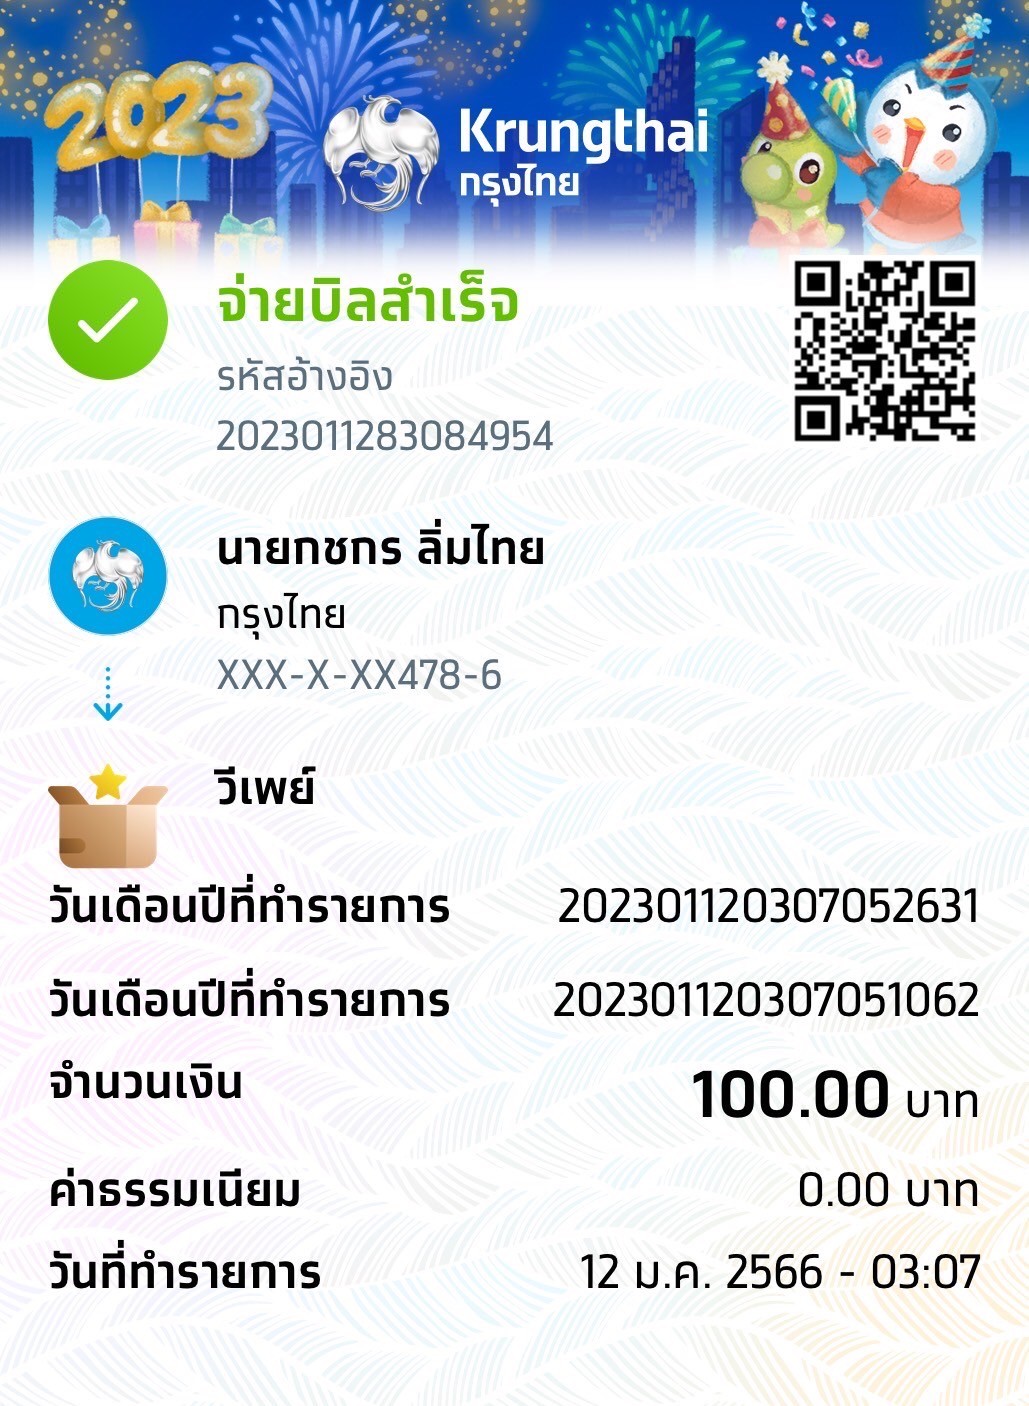 2023
Krungthai
กรุงไทย
จ่ายบิลสำเร็จ
รหัสอ้างอิง
2023011283084954
นายกชกร ลิ่มไทย
กรุงไทย
XXX-X-XX478-6
วีเพย์
วันเดือนปีที่ทำรายการ 202301120307052631
วันเดือนปีที่ทำรายการ 202301120307051062
จำนวนเงิน 100.00 บาท
ค่าธรรมเนียม 0.00 บาท
วันที่ทำรายการ 12 ม.ค. 2566 - 03:07